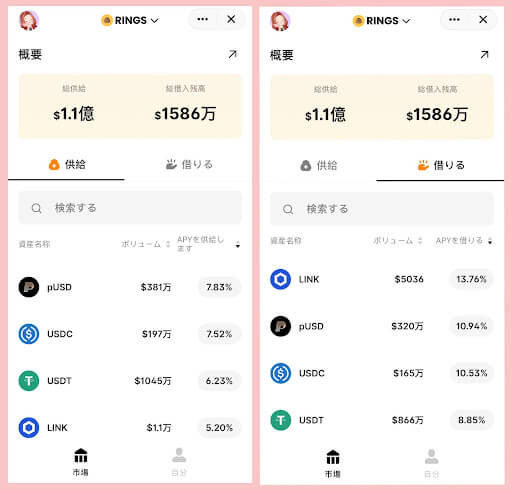 RINGS
概要
総供給
総借入残高
$1.1億
$1586万
供給
借りる
検索する
資産名称
ボリューム
APYを供給し
ます
pUSD
$381万
7.83%
USDC
$197万
7.52%
USDT
$1045万
6.23%
LINK
$1.1万
5.20%
市場
自分
RINGS
概要
総供給
総借入残高
$1.1億
$1586万
供給
借りる
検索する
資産名称
ボリューム
APYを借りる
LINK
$5036
13.76%
pUSD
$320万
10.94%
USDC
$165万
10.53%
USDT
$866万
8.85%
市場
自分